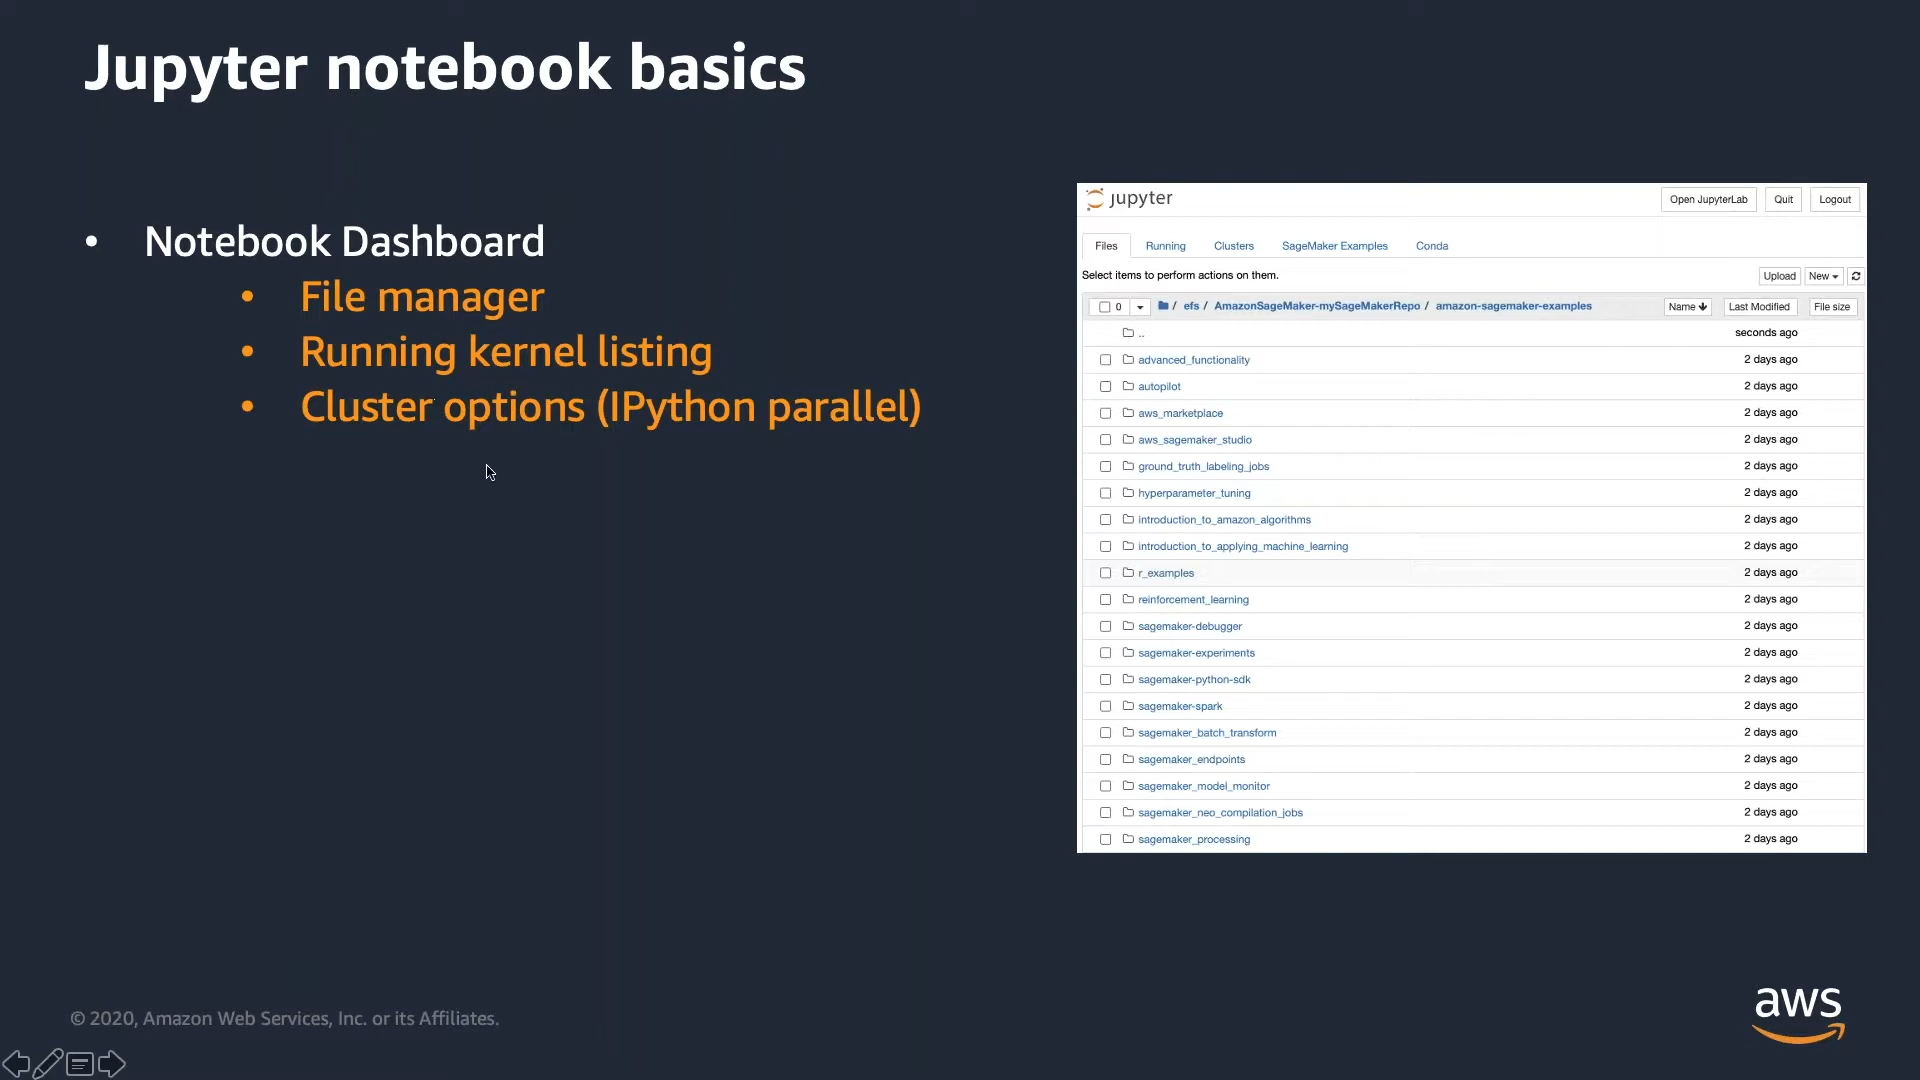 Jupyter notebook basics
• Notebook Dashboard
• File manager
• Running kernel listing
• Cluster options (IPython parallel)
jupyter
Open JupyterLab Quit Logout
Files Running Clusters SageMaker Examples Conda
Select items to perform actions on them.
Upload New
0 / efs / AmazonSageMaker-mySageMakerRepo / amazon-sagemaker-examples Name Last Modified File size
.. seconds ago
advanced_functionality 2 days ago
autopilot 2 days ago
aws_marketplace 2 days ago
aws_sagemaker_studio 2 days ago
ground_truth_labeling_jobs 2 days ago
hyperparameter_tuning 2 days ago
introduction_to_amazon_algorithms 2 days ago
introduction_to_applying_machine_learning 2 days ago
r_examples 2 days ago
reinforcement_learning 2 days ago
sagemaker-debugger 2 days ago
sagemaker-experiments 2 days ago
sagemaker-python-sdk 2 days ago
sagemaker-spark 2 days ago
sagemaker_batch_transform 2 days ago
sagemaker_endpoints 2 days ago
sagemaker_model_monitor 2 days ago
sagemaker_neo_compilation_jobs 2 days ago
sagemaker_processing 2 days ago
© 2020, Amazon Web Services, Inc. or its Affiliates.
aws